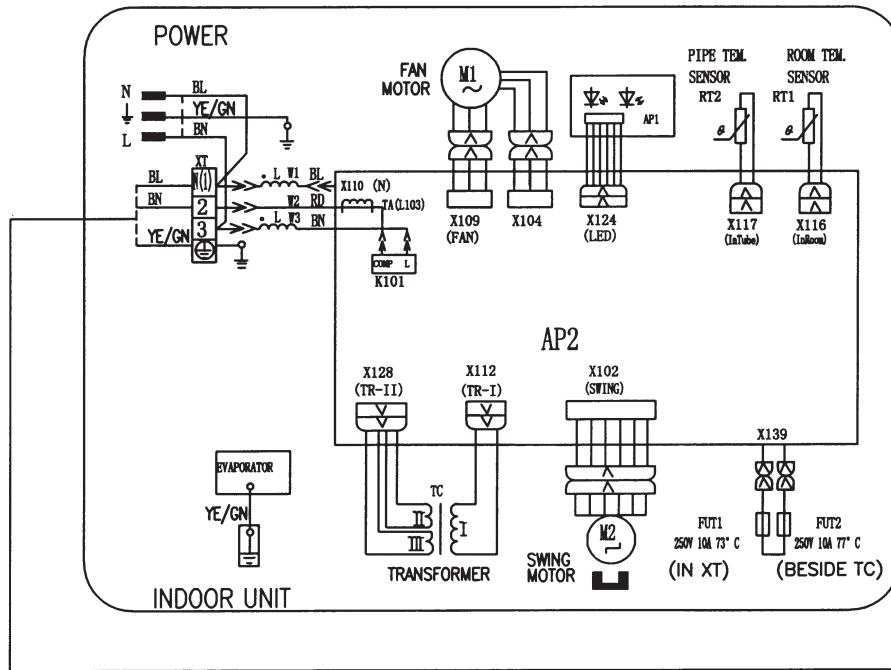 POWER
N BL
YE/GN
L BN
XT
BL N(1) L W1 BL X110 (N)
BN 2 W2 RD TA(L103)
YE/GN 3 L W3 BN
COMP L
K101
FAN
MOTOR
M1
AP1
PIPE TEM.
SENSOR
RT2
θ
ROOM TEM.
SENSOR
RT1
θ
X109
(FAN)
X104
X124
(LED)
X117
(InTube)
X116
(InRoom)
AP2
X128
(TR-II)
X112
(TR-I)
X102
(SWING)
X139
EVAPORATOR
YE/GN
TC
II
III
I
TRANSFORMER
SWING
MOTOR
M2
FUT1
250V 10A 73° C
(IN XT)
FUT2
250V 10A 77° C
(BESIDE TC)
INDOOR UNIT